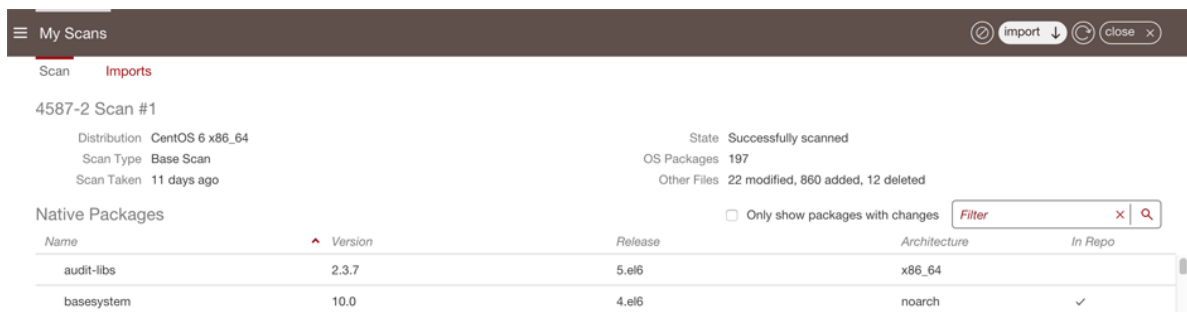 My Scans import close
Scan Imports
4587-2 Scan #1
Distribution CentOS 6 x86_64 State Successfully scanned
Scan Type Base Scan OS Packages 197
Scan Taken 11 days ago Other Files 22 modified, 860 added, 12 deleted
Native Packages Only show packages with changes Filter
Name Version Release Architecture In Repo
audit-libs 2.3.7 5.el6 x86_64
basesystem 10.0 4.el6 noarch